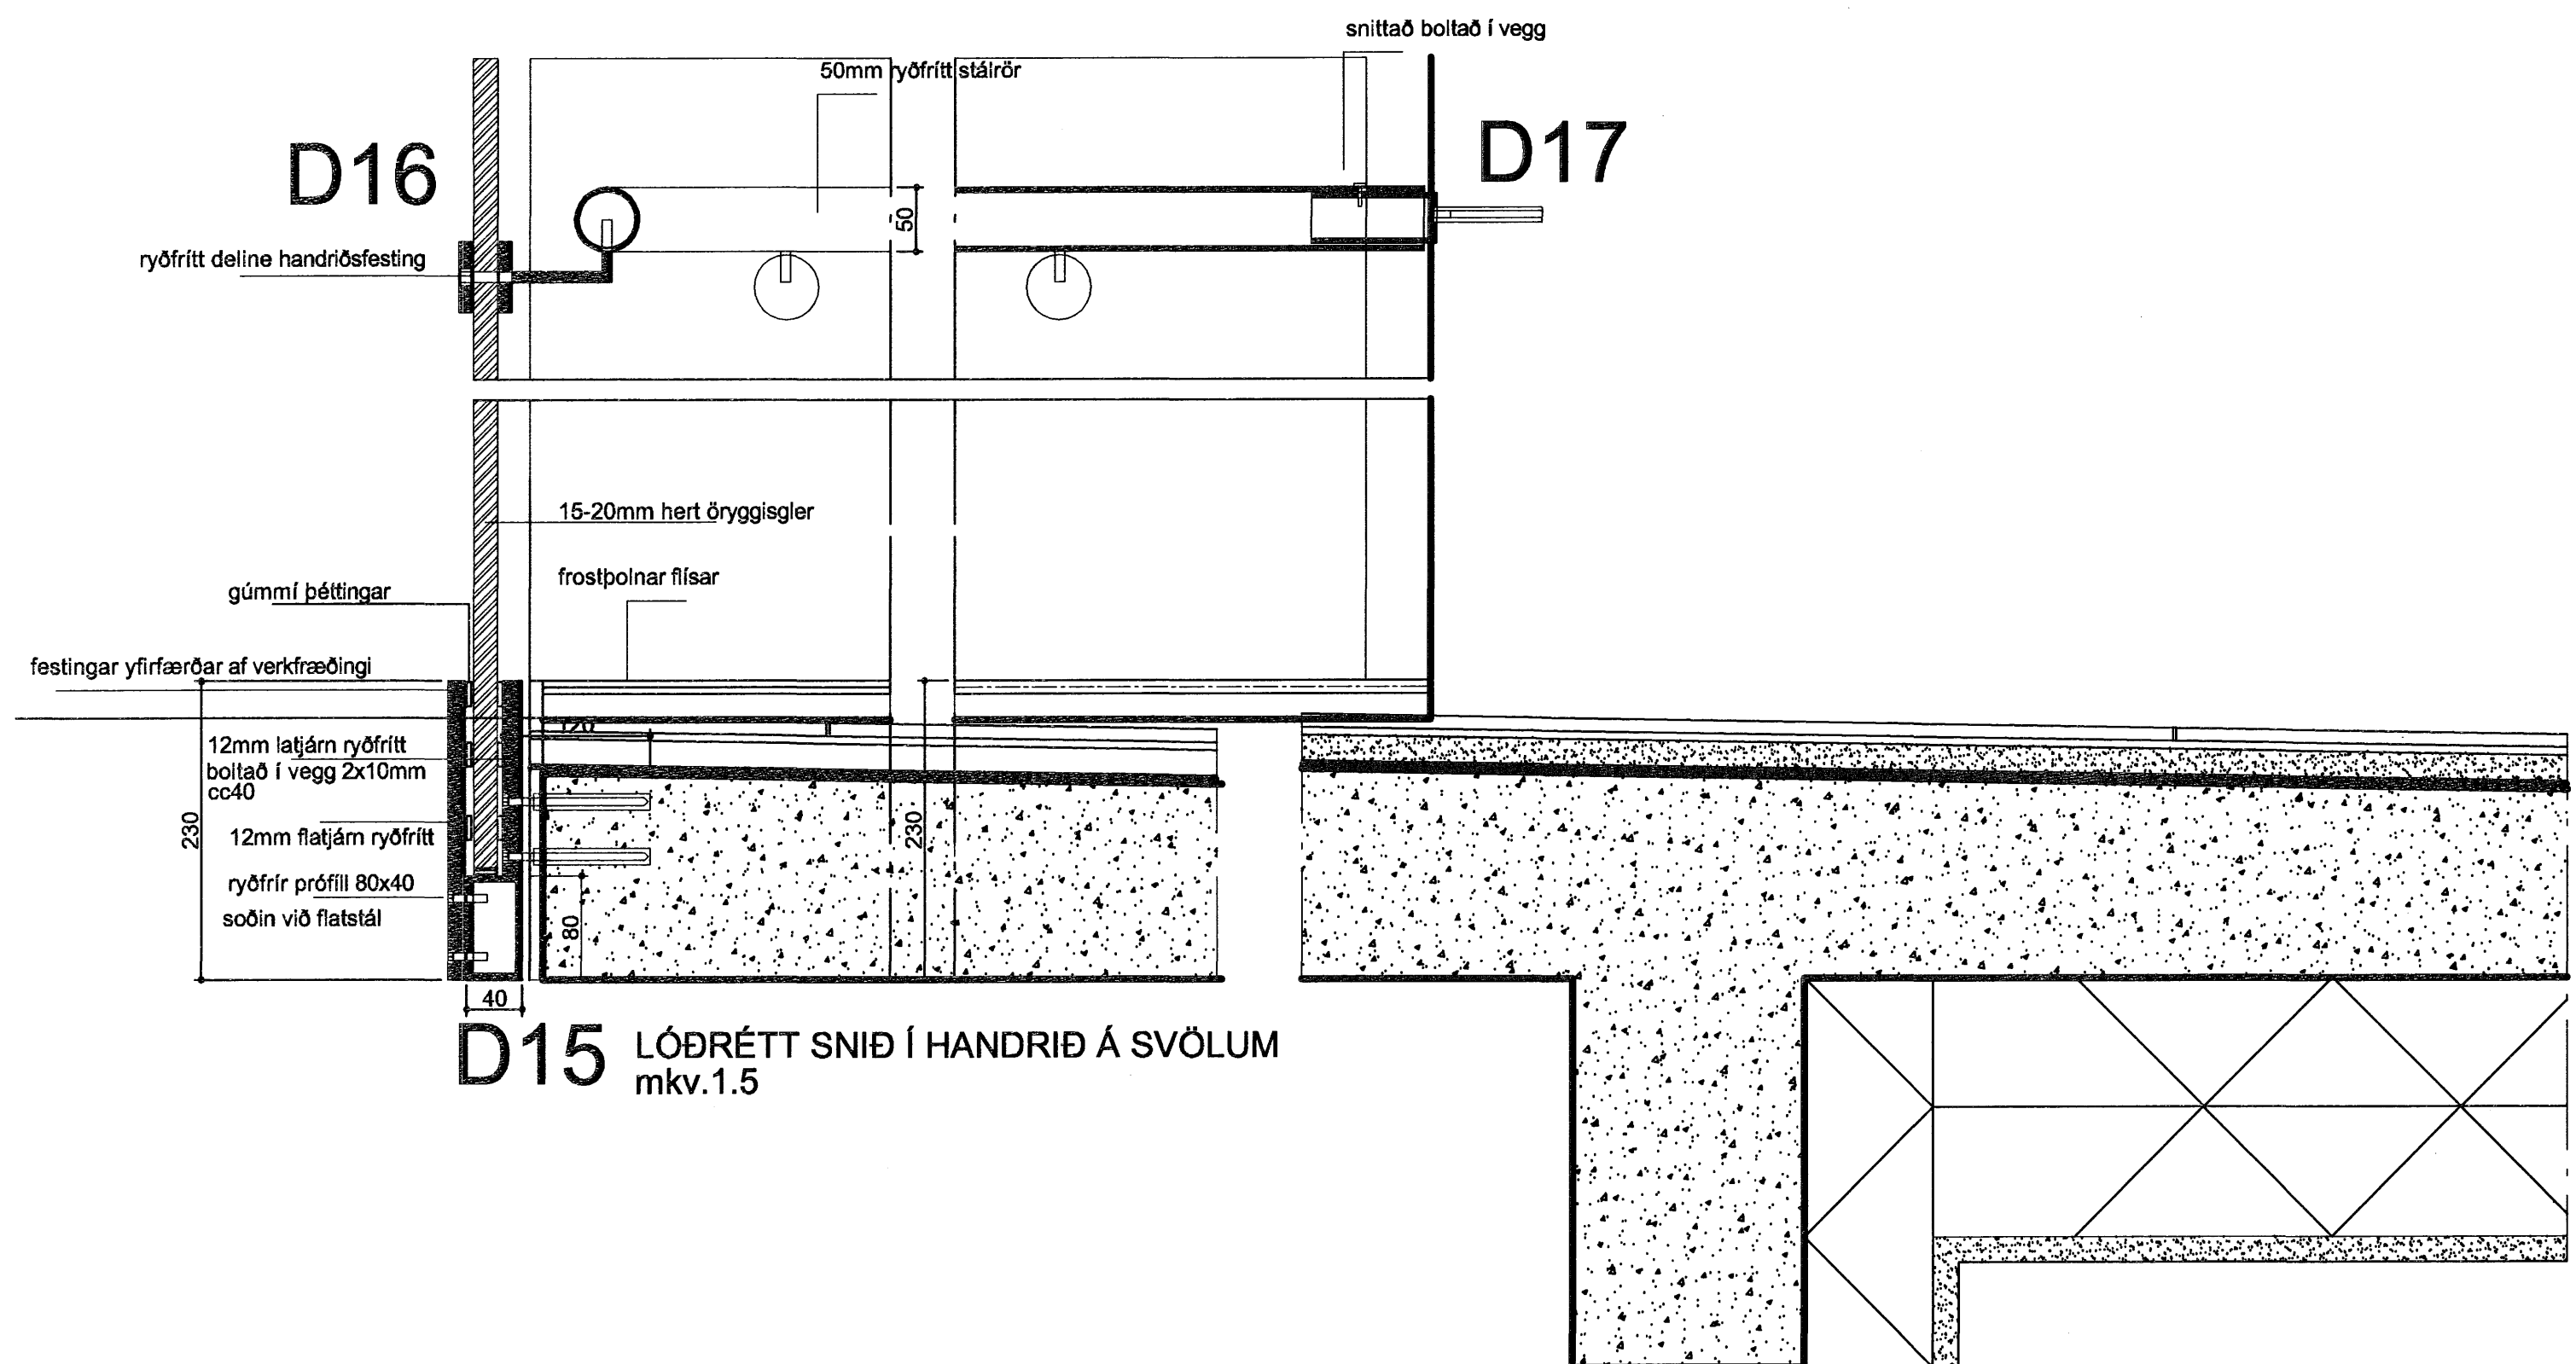 snittað boltað í vegg
50mm ryðfrítt stálrör
D16
D17
50
ryðfrítt deline handriðsfesting
15-20mm hert öryggisgler
frostþolnar flísar
gúmmí þéttingar
festingar yfirfærðar af verkfræðingi
120
12mm latjárn ryðfrítt
boltað í vegg 2x10mm
cc40
230
230
12mm flatjárn ryðfrítt
ryðfrír prófíll 80x40
soðin við flatstál
80
40
D15
LÓÐRÉTT SNIÐ Í HANDRIÐ Á SVÖLUM
mkv.1.5